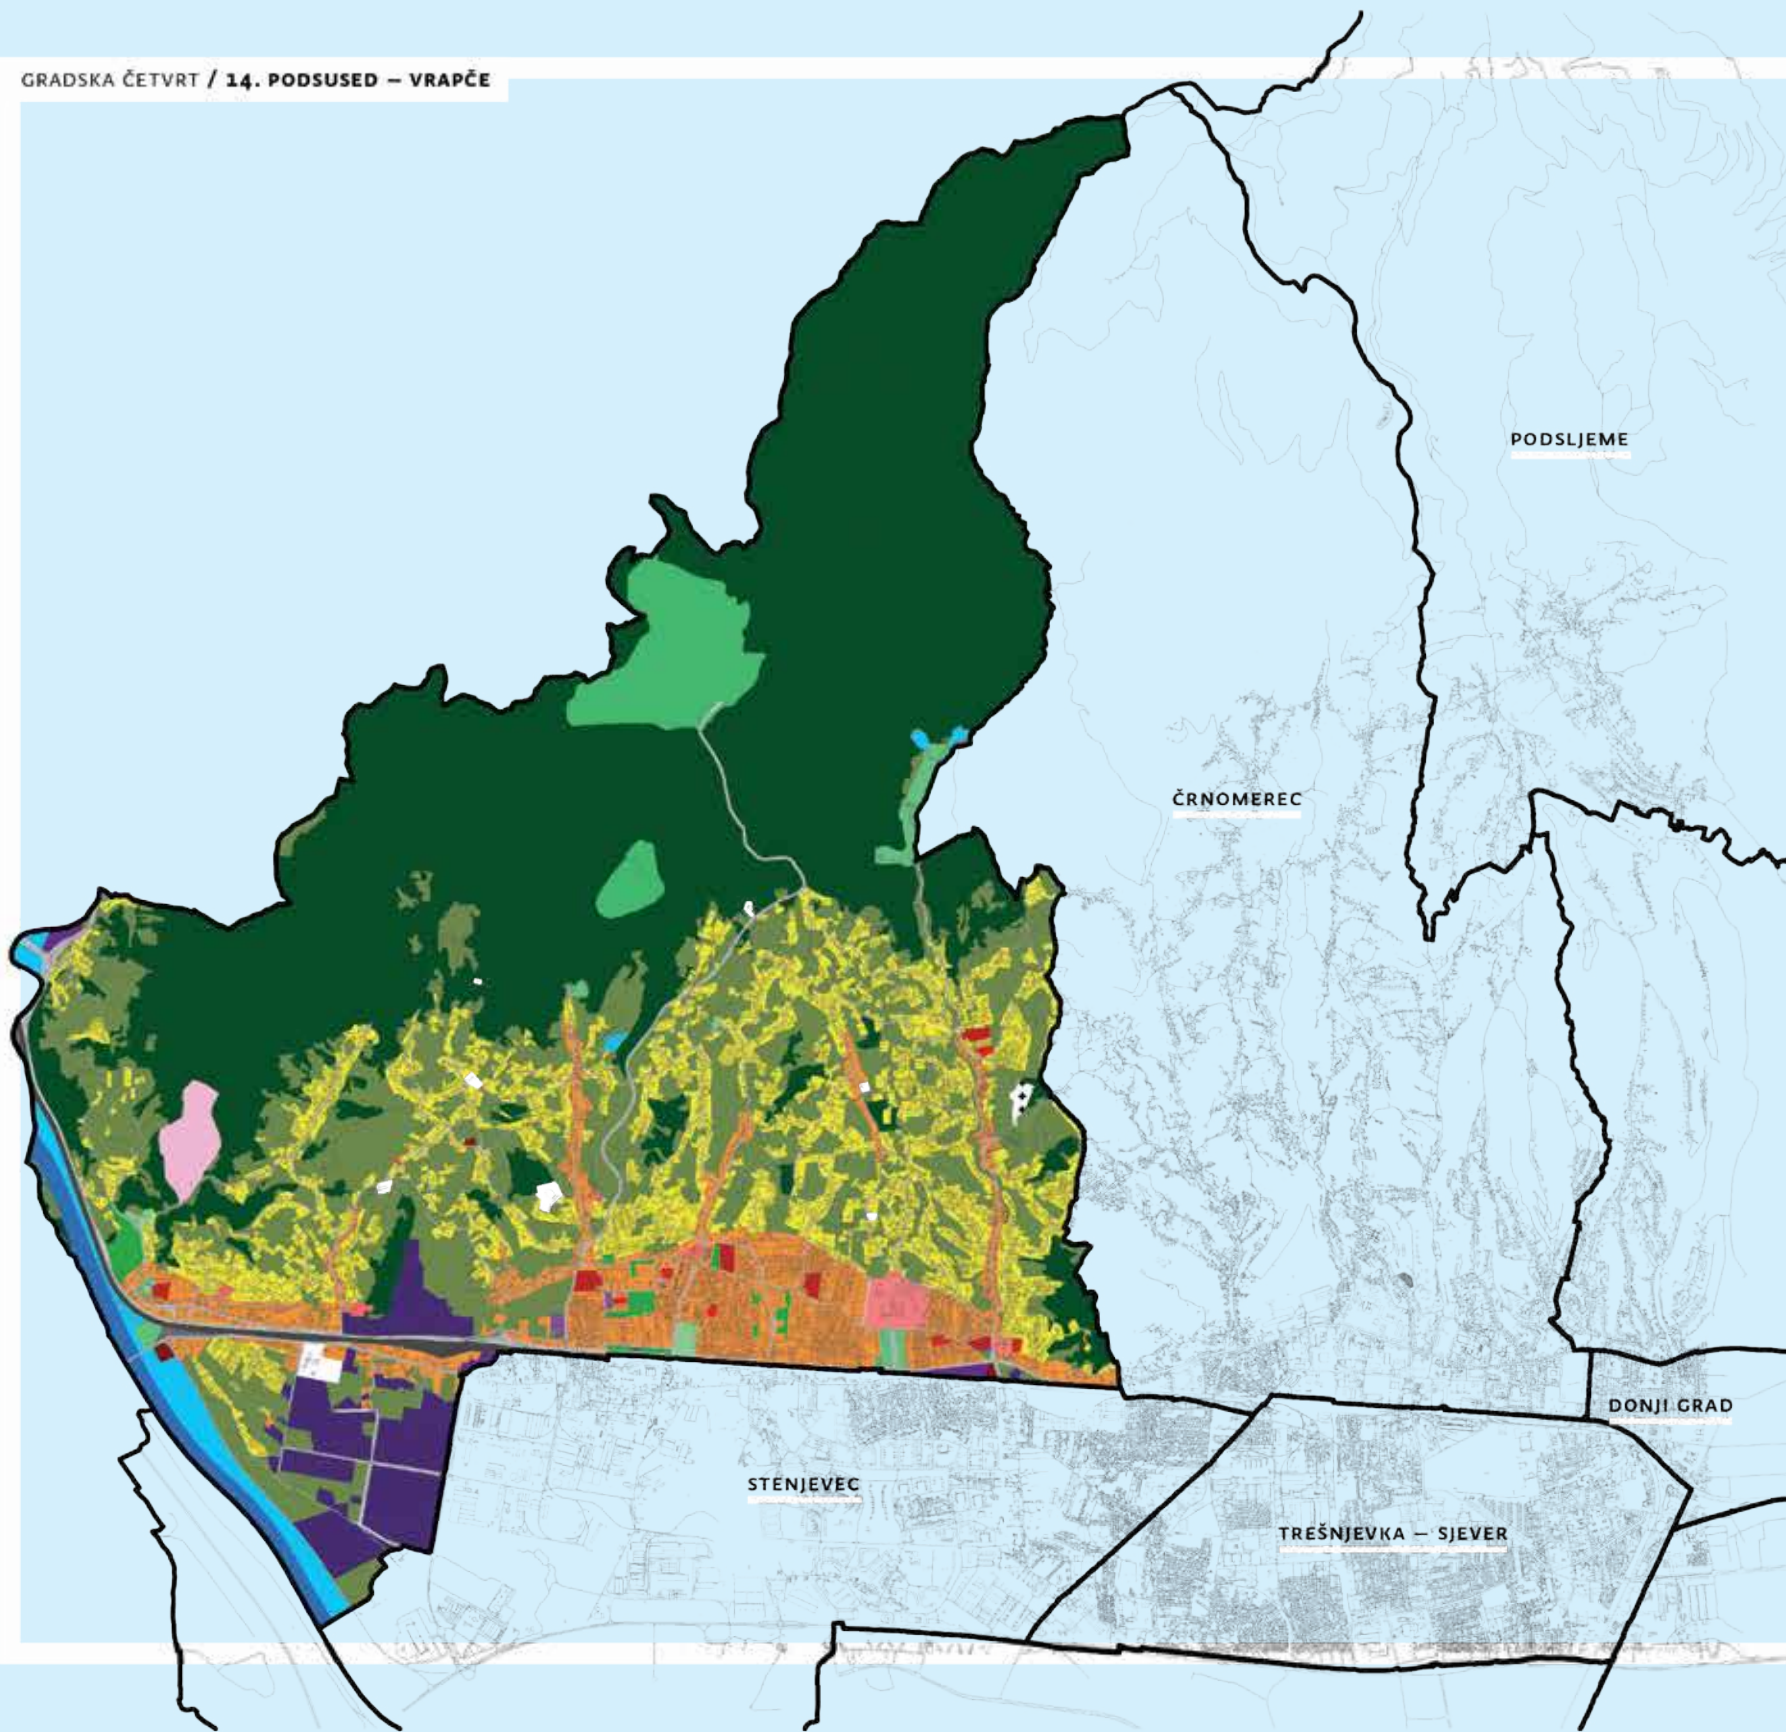 GRADSKA ČETVRT / 14. PODSUSED – VRAPČE
PODSLJEME
ČRNOMEREC
DONJI GRAD
STENJEVEC
TREŠNJEVKA – SJEVER